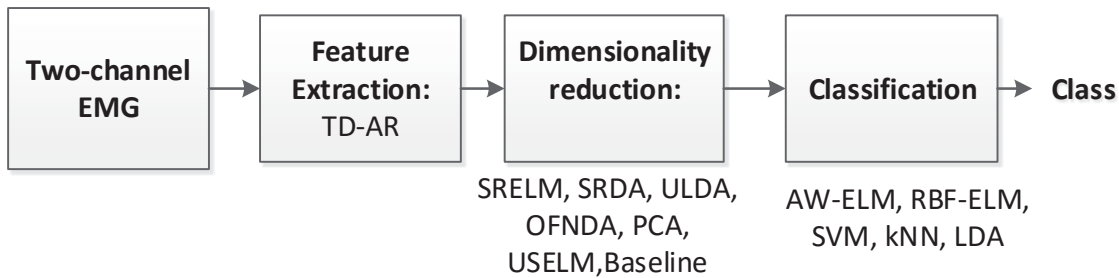 Two-channel
EMG
Feature
Extraction:
TD-AR
Dimensionality
reduction:
SRELM, SRDA, ULDA,
OFNDA, PCA,
USELM,Baseline
Classification
AW-ELM, RBF-ELM,
SVM, kNN, LDA
Class